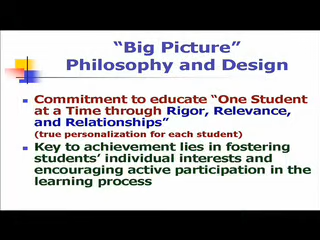 “Big Picture”
Philosophy and Design
Commitment to educate “One Student
at a Time through Rigor, Relevance,
and Relationships”
(true personalization for each student)
Key to achievement lies in fostering
students’ individual interests and
encouraging active participation in the
learning process